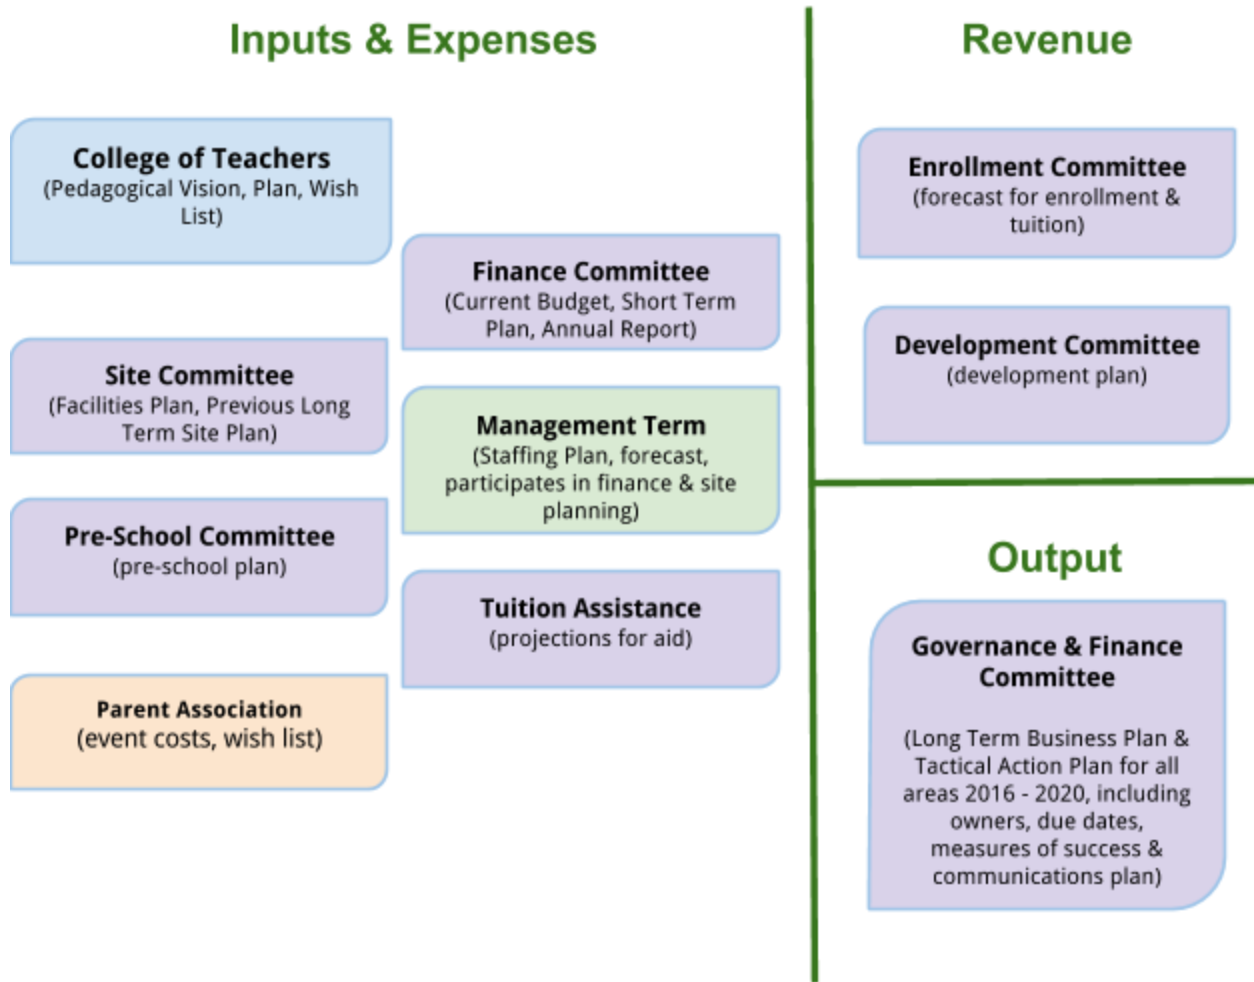 Inputs & Expenses
College of Teachers
(Pedagogical Vision, Plan, Wish
List)
Site Committee
(Facilities Plan, Previous Long
Term Site Plan)
Pre-School Committee
(pre-school plan)
Parent Association
(event costs, wish list)
Finance Committee
(Current Budget, Short Term
Plan, Annual Report)
Management Term
(Staffing Plan, forecast,
participates in finance & site
planning)
Tuition Assistance
(projections for aid)
Revenue
Enrollment Committee
(forecast for enrollment &
tuition)
Development Committee
(development plan)
Output
Governance & Finance
Committee
(Long Term Business Plan &
Tactical Action Plan for all
areas 2016 - 2020, including
owners, due dates,
measures of success &
communications plan)